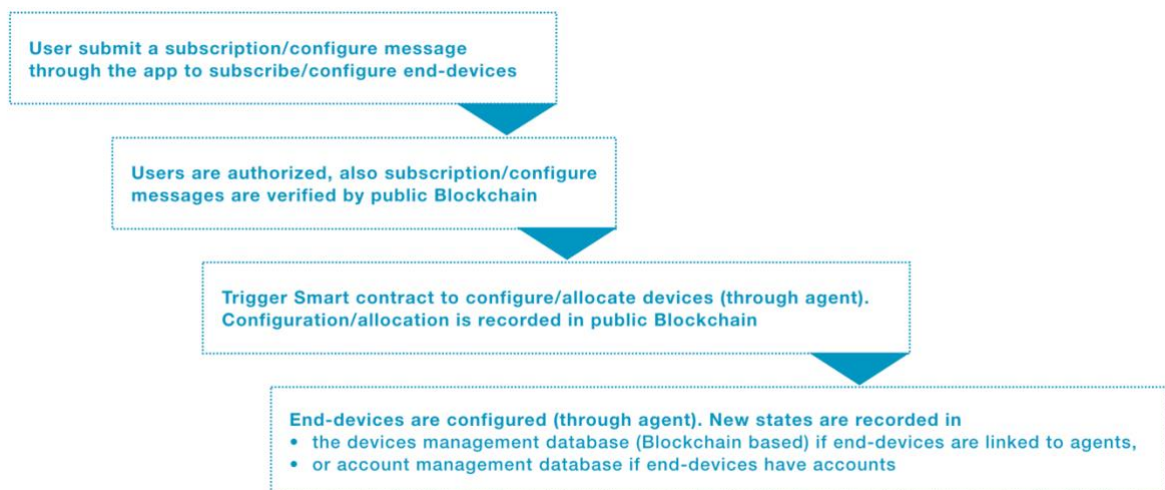 User submit a subscription/configure message
through the app to subscribe/configure end-devices
Users are authorized, also subscription/configure
messages are verified by public Blockchain
Trigger Smart contract to configure/allocate devices (through agent).
Configuration/allocation is recorded in public Blockchain
End-devices are configured (through agent). New states are recorded in
• the devices management database (Blockchain based) if end-devices are linked to agents,
• or account management database if end-devices have accounts